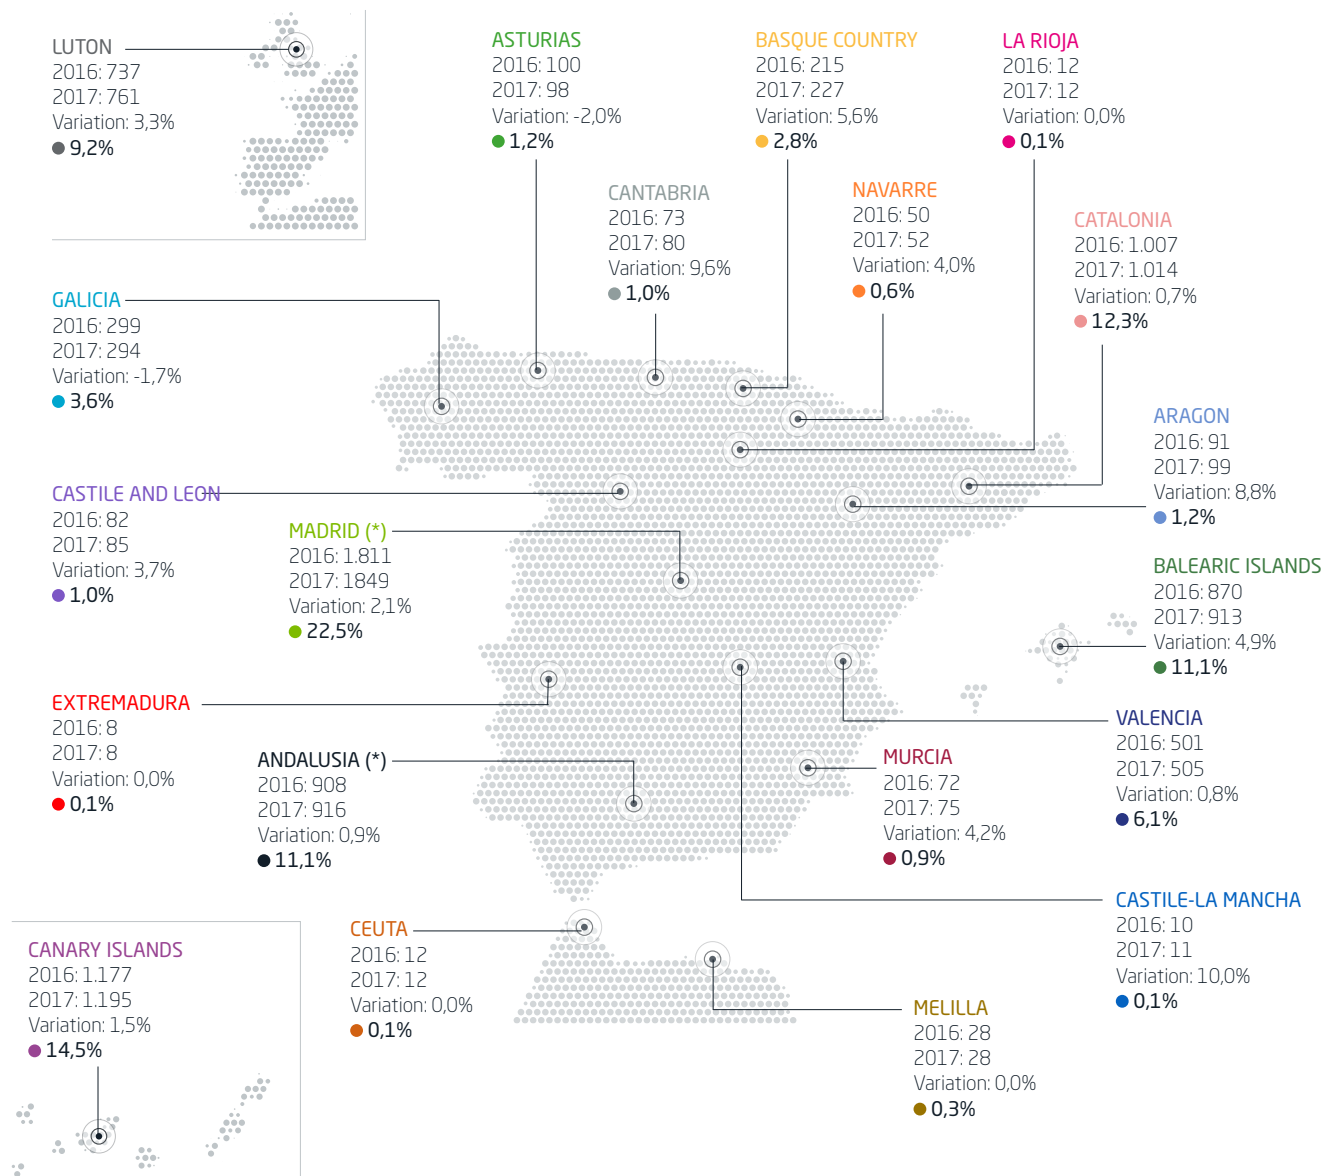 LUTON
2016: 737
2017: 761
Variation: 3,3%
9,2%
ASTURIAS
2016: 100
2017: 98
Variation: -2,0%
1,2%
BASQUE COUNTRY
2016: 215
2017: 227
Variation: 5,6%
2,8%
LA RIOJA
2016: 12
2017: 12
Variation: 0,0%
0,1%
CANTABRIA
2016: 73
2017: 80
Variation: 9,6%
1,0%
NAVARRE
2016: 50
2017: 52
Variation: 4,0%
0,6%
CATALONIA
2016: 1.007
2017: 1.014
Variation: 0,7%
12,3%
GALICIA
2016: 299
2017: 294
Variation: -1,7%
3,6%
ARAGON
2016: 91
2017: 99
Variation: 8,8%
1,2%
CASTILE AND LEON
2016: 82
2017: 85
Variation: 3,7%
1,0%
MADRID (*)
2016: 1.811
2017: 1849
Variation: 2,1%
22,5%
BALEARIC ISLANDS
2016: 870
2017: 913
Variation: 4,9%
11,1%
EXTREMADURA
2016: 8
2017: 8
Variation: 0,0%
0,1%
ANDALUSIA (*)
2016: 908
2017: 916
Variation: 0,9%
11,1%
MURCIA
2016: 72
2017: 75
Variation: 4,2%
0,9%
VALENCIA
2016: 501
2017: 505
Variation: 0,8%
6,1%
CASTILE-LA MANCHA
2016: 10
2017: 11
Variation: 10,0%
0,1%
CANARY ISLANDS
2016: 1.177
2017: 1.195
Variation: 1,5%
14,5%
CEUTA
2016: 12
2017: 12
Variation: 0,0%
0,1%
MELILLA
2016: 28
2017: 28
Variation: 0,0%
0,3%